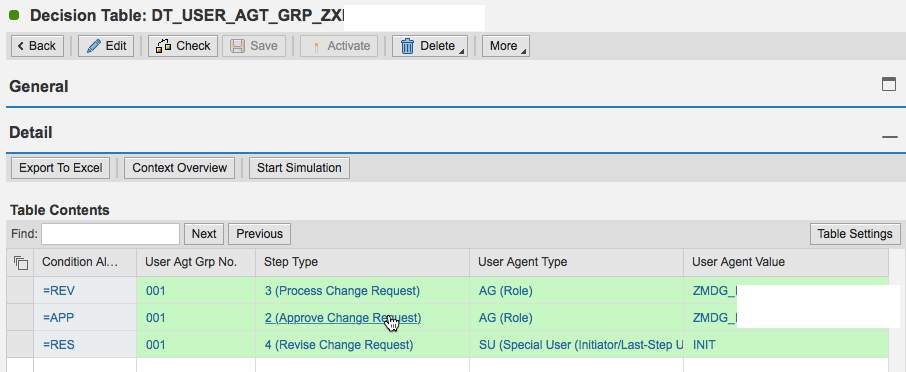 Decision Table: DT_USER_AGT_GRP_ZX
Back Edit Check Save Activate Delete More
General
Detail
Export To Excel Context Overview Start Simulation
Table Contents
Find: Next Previous Table Settings
Condition Al... User Agt Grp No. Step Type User Agent Type User Agent Value
=REV 001 3 (Process Change Request) AG (Role) ZMDG_
=APP 001 2 (Approve Change Request) AG (Role) ZMDG_
=RES 001 4 (Revise Change Request) SU (Special User (Initiator/Last-Step U INIT